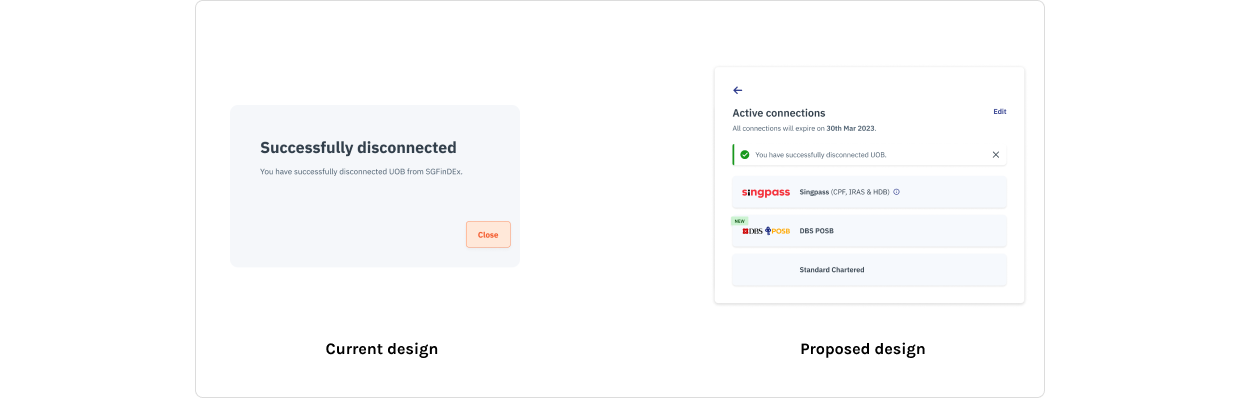 Successfully disconnected
You have successfully disconnected UOB from SGFinDEx.
Close
Current design
Active connections
Edit
All connections will expire on 30th Mar 2023.
You have successfully disconnected UOB.
singpass
Singpass (CPF, IRAS & HDB)
NEW
DBS POSB
DBS POSB
Standard Chartered
Proposed design